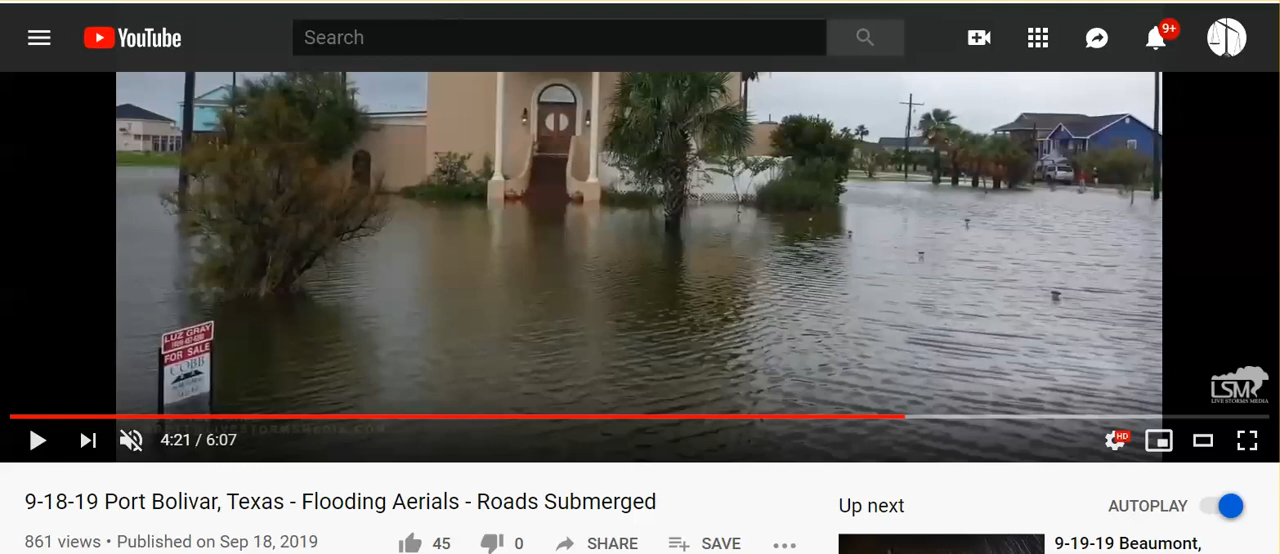 YouTube
Search
9+
LUZ GRAY
FOR SALE
COBB
LSM
LIVE STORMS MEDIA
4:21 / 6:07
HD
9-18-19 Port Bolivar, Texas - Flooding Aerials - Roads Submerged
Up next
AUTOPLAY
861 views • Published on Sep 18, 2019
45
0
SHARE
SAVE
9-19-19 Beaumont,